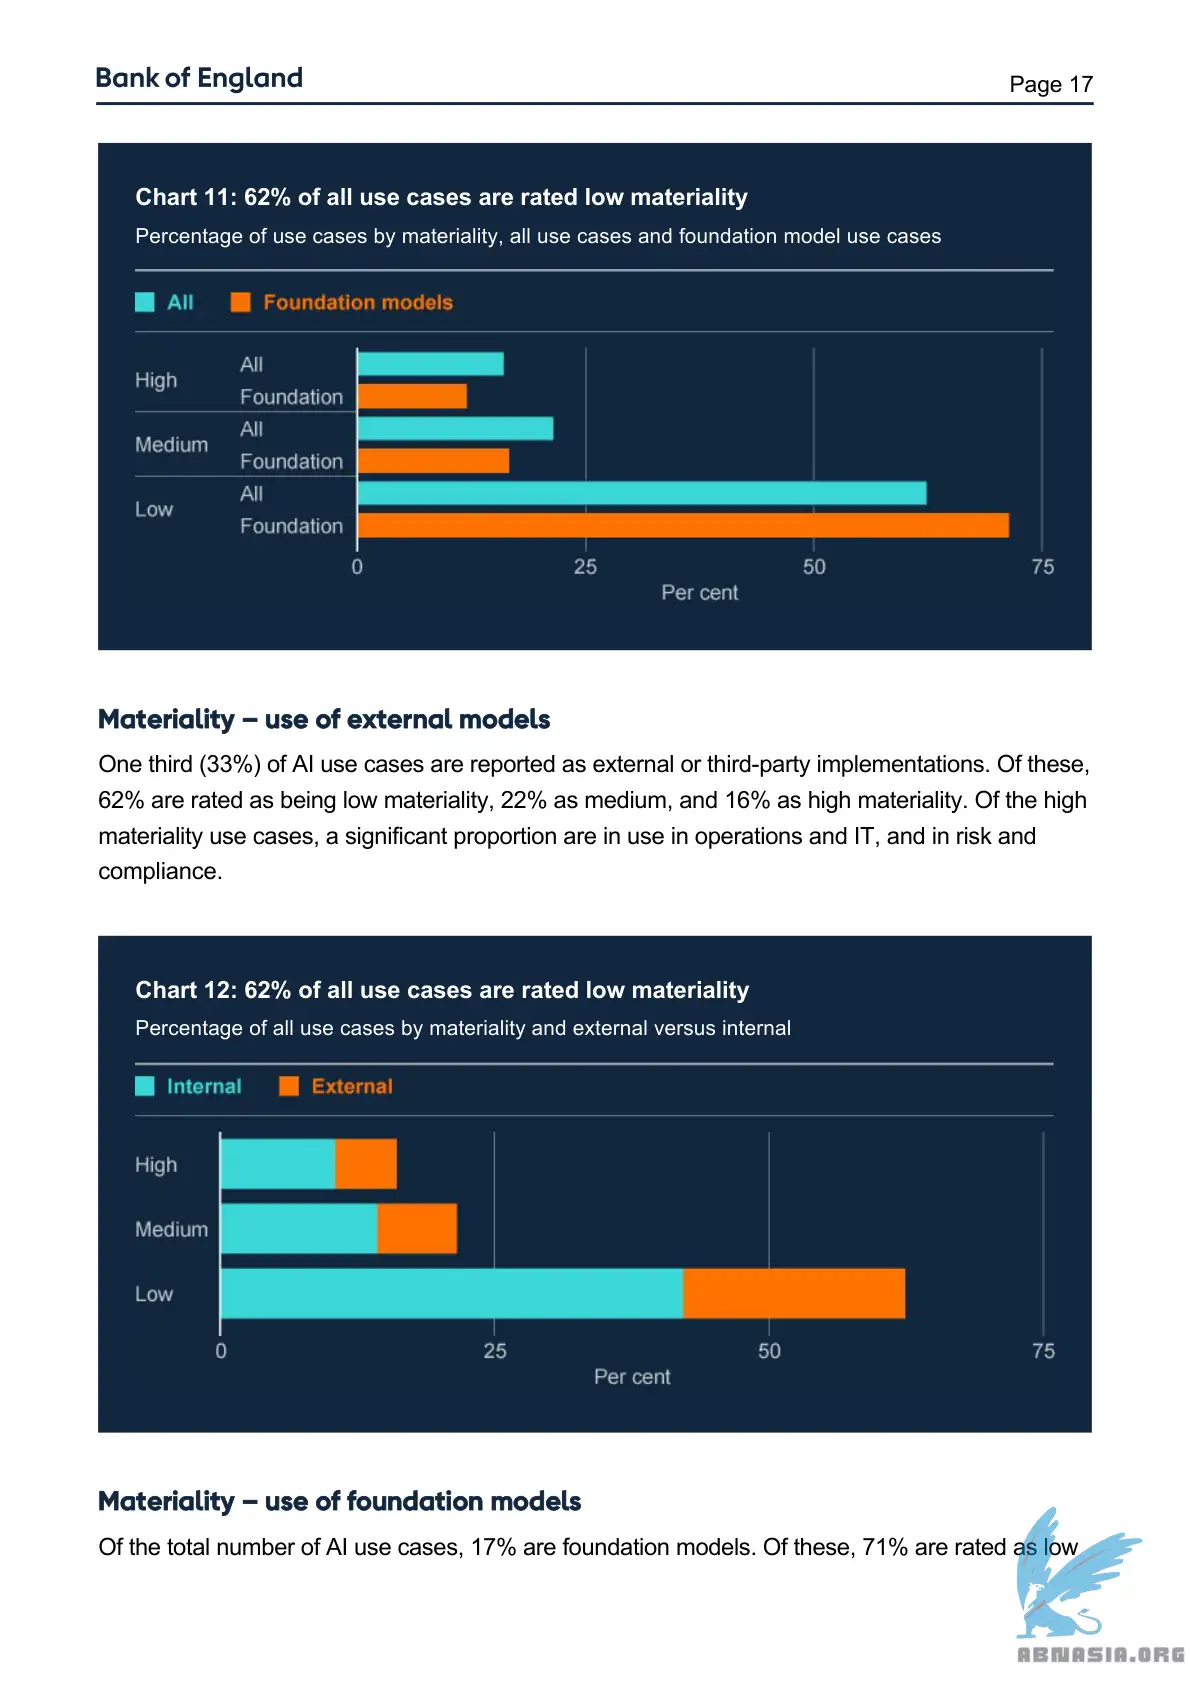 Bank of England
Page 17
Chart 11: 62% of all use cases are rated low materiality
Percentage of use cases by materiality, all use cases and foundation model use cases
All Foundation models
High
All
Foundation
Medium
All
Foundation
Low
All
Foundation
0 25 50 75
Per cent
Materiality – use of external models
One third (33%) of AI use cases are reported as external or third-party implementations. Of these,
62% are rated as being low materiality, 22% as medium, and 16% as high materiality. Of the high
materiality use cases, a significant proportion are in use in operations and IT, and in risk and
compliance.
Chart 12: 62% of all use cases are rated low materiality
Percentage of all use cases by materiality and external versus internal
Internal External
High
Medium
Low
0 25 50 75
Per cent
Materiality – use of foundation models
Of the total number of AI use cases, 17% are foundation models. Of these, 71% are rated as low
ABNASIA.ORG